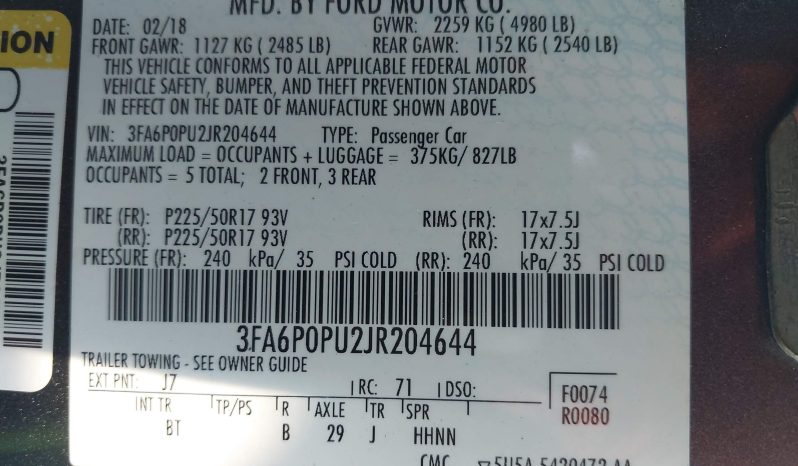 MFD. BY FORD MOTOR CO.
DATE: 02/18 GVWR: 2259 KG ( 4980 LB)
FRONT GAWR: 1127 KG ( 2485 LB) REAR GAWR: 1152 KG ( 2540 LB)
THIS VEHICLE CONFORMS TO ALL APPLICABLE FEDERAL MOTOR
VEHICLE SAFETY, BUMPER, AND THEFT PREVENTION STANDARDS
IN EFFECT ON THE DATE OF MANUFACTURE SHOWN ABOVE.
VIN: 3FA6P0PU2JR204644 TYPE: Passenger Car
MAXIMUM LOAD = OCCUPANTS + LUGGAGE = 375KG/ 827LB
OCCUPANTS = 5 TOTAL; 2 FRONT, 3 REAR
TIRE (FR): P225/50R17 93V RIMS (FR): 17x7.5J
(RR): P225/50R17 93V (RR): 17x7.5J
PRESSURE (FR): 240 kPa/ 35 PSI COLD (RR): 240 kPa/ 35 PSI COLD
3FA6P0PU2JR204644
TRAILER TOWING - SEE OWNER GUIDE
EXT PNT: J7 RC: 71 DSO: F0074
R0080
INT TR TP/PS R AXLE TR SPR
BT B 29 J HHNN
ION